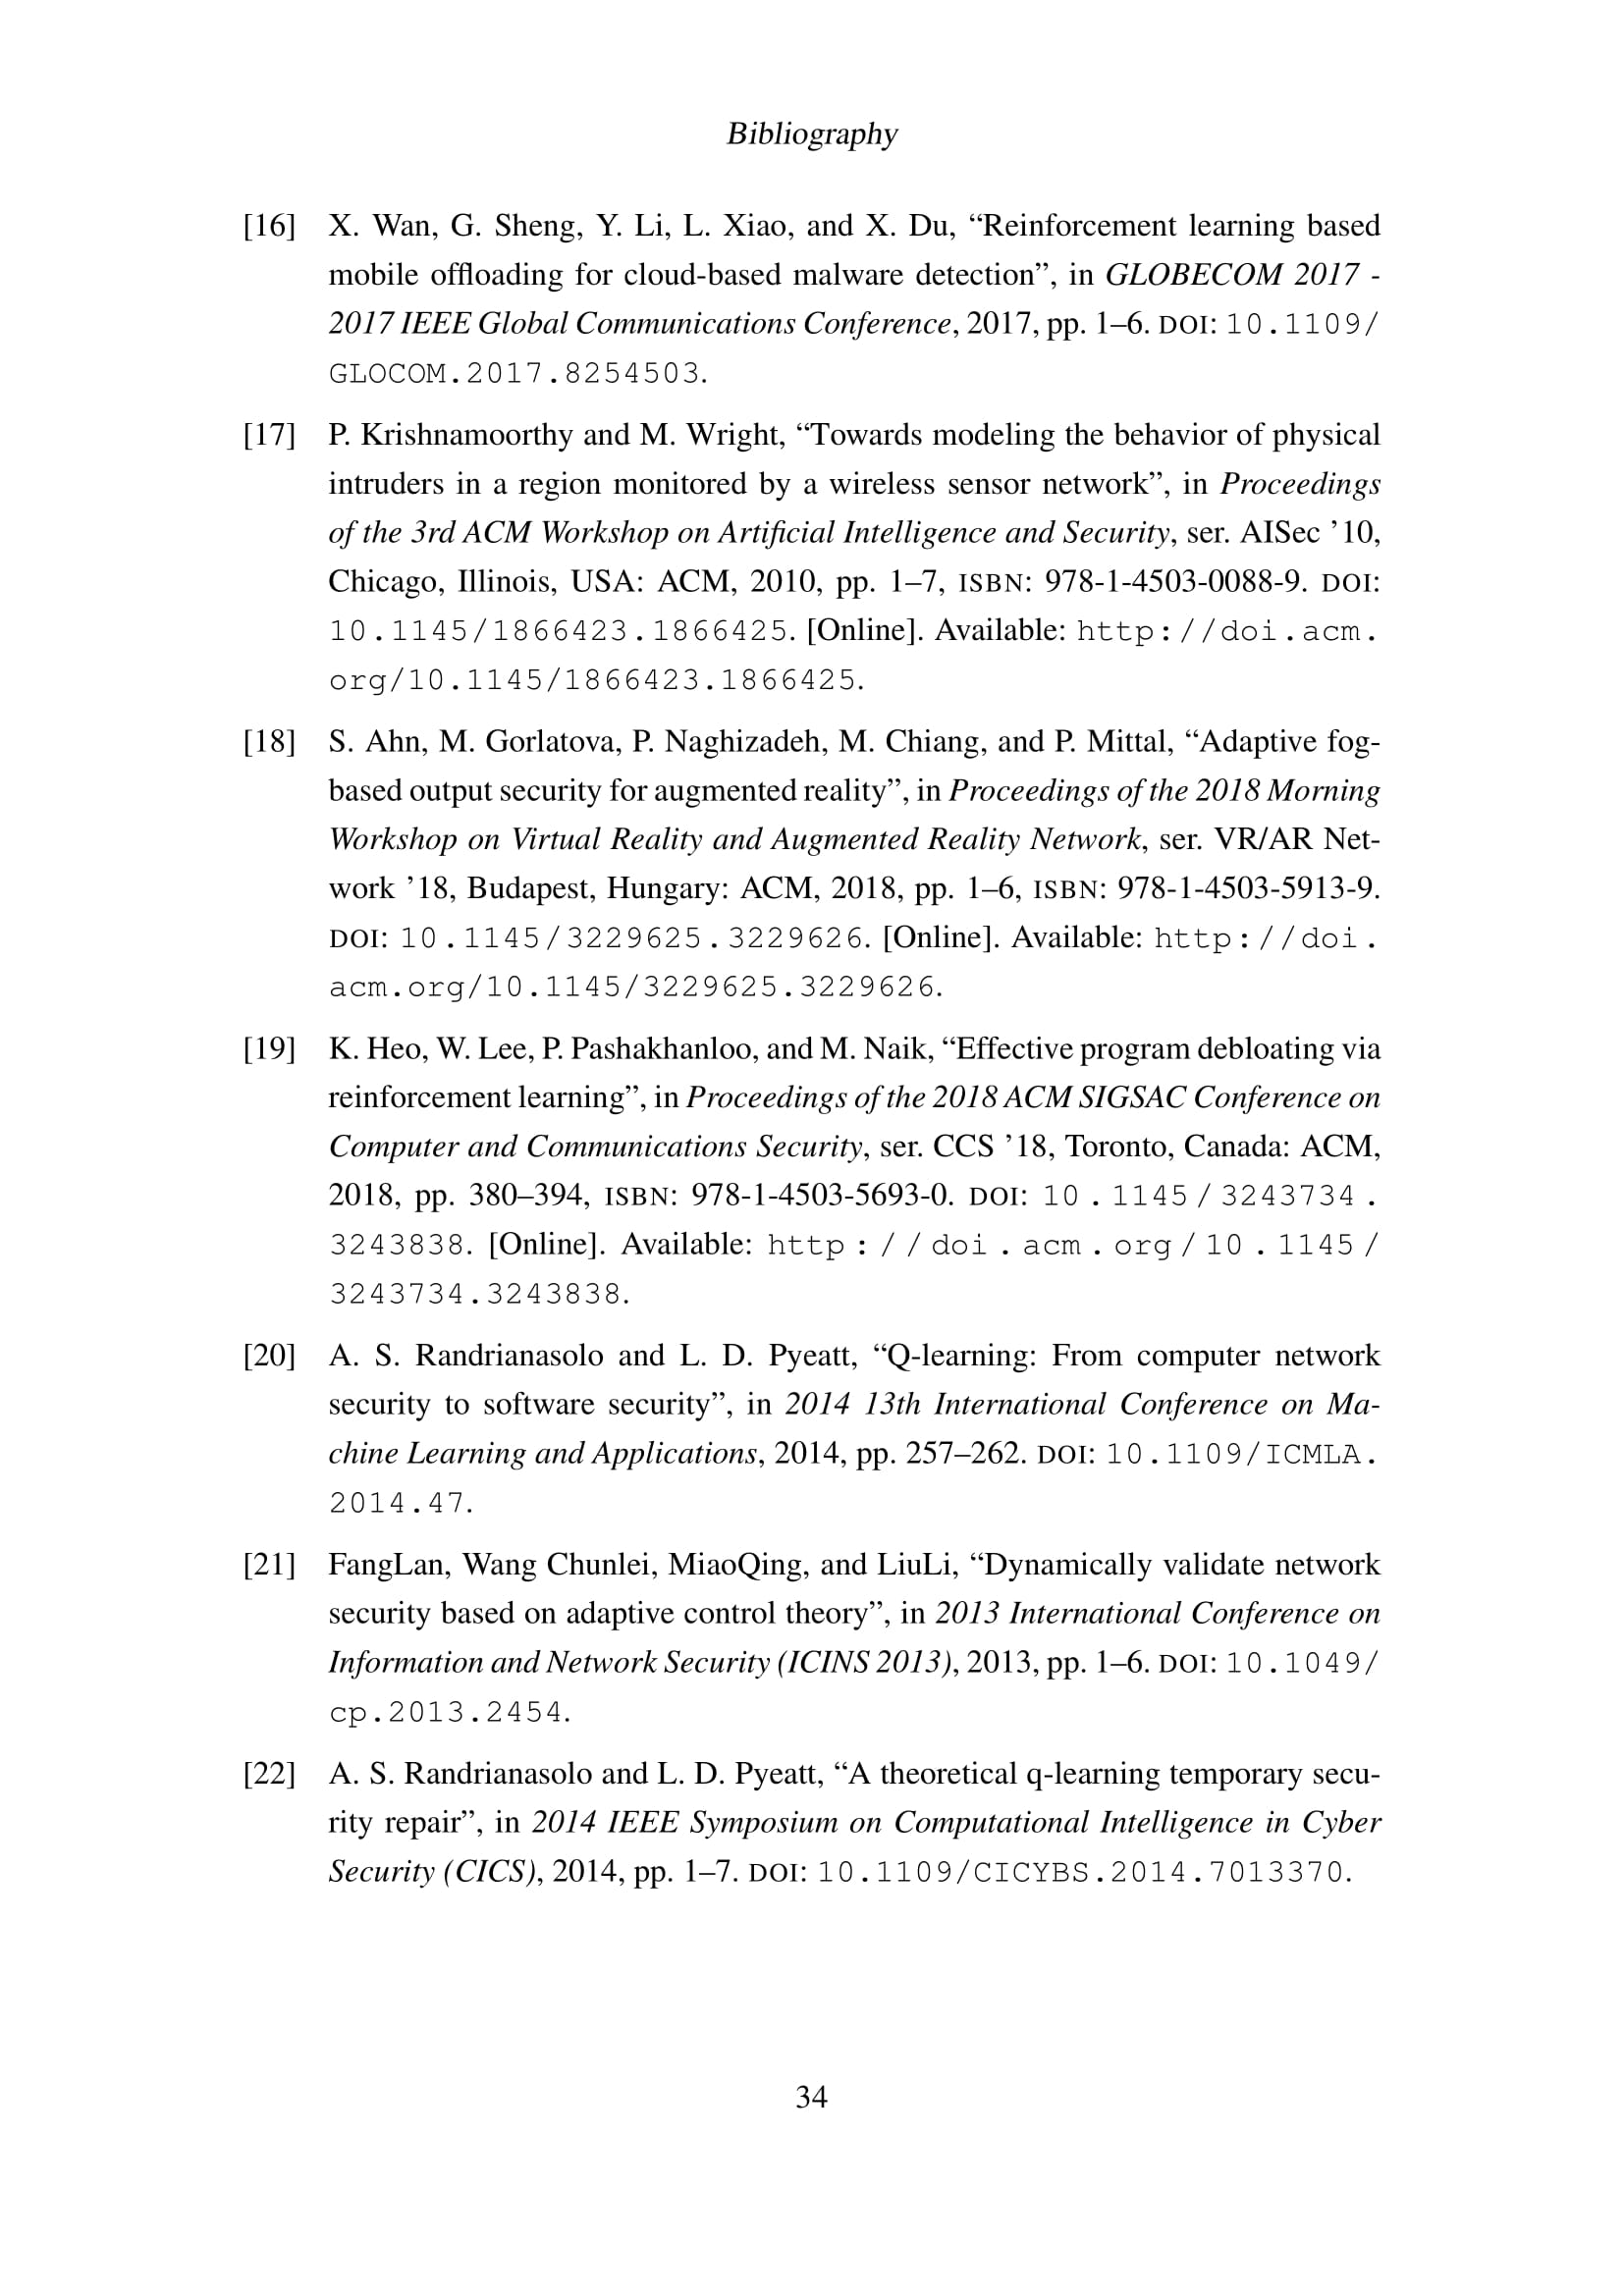 Bibliography
[16] X. Wan, G. Sheng, Y. Li, L. Xiao, and X. Du, “Reinforcement learning based
mobile offloading for cloud-based malware detection”, in GLOBECOM 2017 -
2017 IEEE Global Communications Conference, 2017, pp. 1–6. DOI: 10.1109/
GLOCOM.2017.8254503.
[17] P. Krishnamoorthy and M. Wright, “Towards modeling the behavior of physical
intruders in a region monitored by a wireless sensor network”, in Proceedings
of the 3rd ACM Workshop on Artificial Intelligence and Security, ser. AISec ’10,
Chicago, Illinois, USA: ACM, 2010, pp. 1–7, ISBN: 978-1-4503-0088-9. DOI:
10.1145/1866423.1866425. [Online]. Available: http://doi.acm.
org/10.1145/1866423.1866425.
[18] S. Ahn, M. Gorlatova, P. Naghizadeh, M. Chiang, and P. Mittal, “Adaptive fog-
based output security for augmented reality”, in Proceedings of the 2018 Morning
Workshop on Virtual Reality and Augmented Reality Network, ser. VR/AR Net-
work ’18, Budapest, Hungary: ACM, 2018, pp. 1–6, ISBN: 978-1-4503-5913-9.
DOI: 10.1145/3229625.3229626. [Online]. Available: http://doi.
acm.org/10.1145/3229625.3229626.
[19] K. Heo, W. Lee, P. Pashakhanloo, and M. Naik, “Effective program debloating via
reinforcement learning”, in Proceedings of the 2018 ACM SIGSAC Conference on
Computer and Communications Security, ser. CCS ’18, Toronto, Canada: ACM,
2018, pp. 380–394, ISBN: 978-1-4503-5693-0. DOI: 10.1145/3243734.
3243838. [Online]. Available: http://doi.acm.org/10.1145/
3243734.3243838.
[20] A. S. Randrianasolo and L. D. Pyeatt, “Q-learning: From computer network
security to software security”, in 2014 13th International Conference on Ma-
chine Learning and Applications, 2014, pp. 257–262. DOI: 10.1109/ICMLA.
2014.47.
[21] FangLan, Wang Chunlei, MiaoQing, and LiuLi, “Dynamically validate network
security based on adaptive control theory”, in 2013 International Conference on
Information and Network Security (ICINS 2013), 2013, pp. 1–6. DOI: 10.1049/
cp.2013.2454.
[22] A. S. Randrianasolo and L. D. Pyeatt, “A theoretical q-learning temporary secu-
rity repair”, in 2014 IEEE Symposium on Computational Intelligence in Cyber
Security (CICS), 2014, pp. 1–7. DOI: 10.1109/CICYBS.2014.7013370.
34